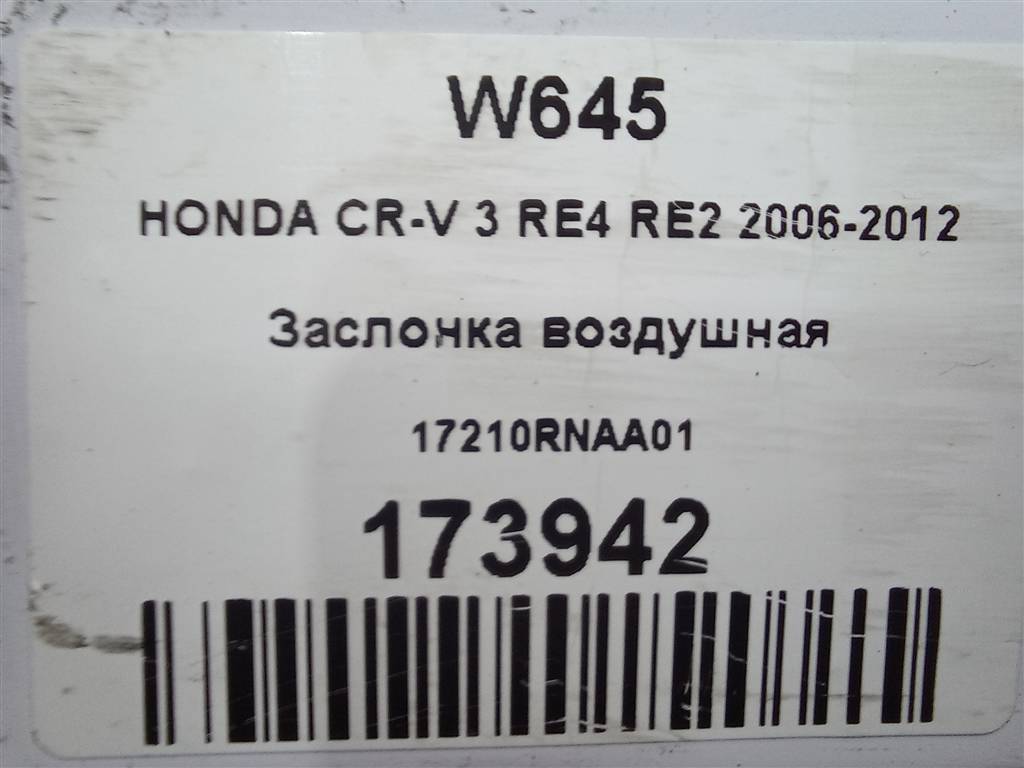 W645
HONDA CR-V 3 RE4 RE2 2006-2012
Заслонка воздушная
17210RNAA01
173942